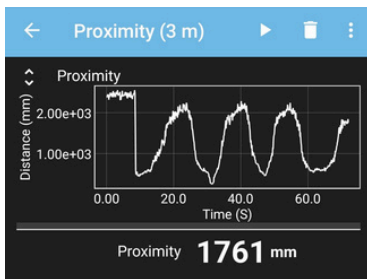 Proximity (3 m)
Proximity
Distance (mm)
2.00e+03
1.00e+03
0.00 20.0 40.0 60.0
Time (S)
Proximity 1761 mm